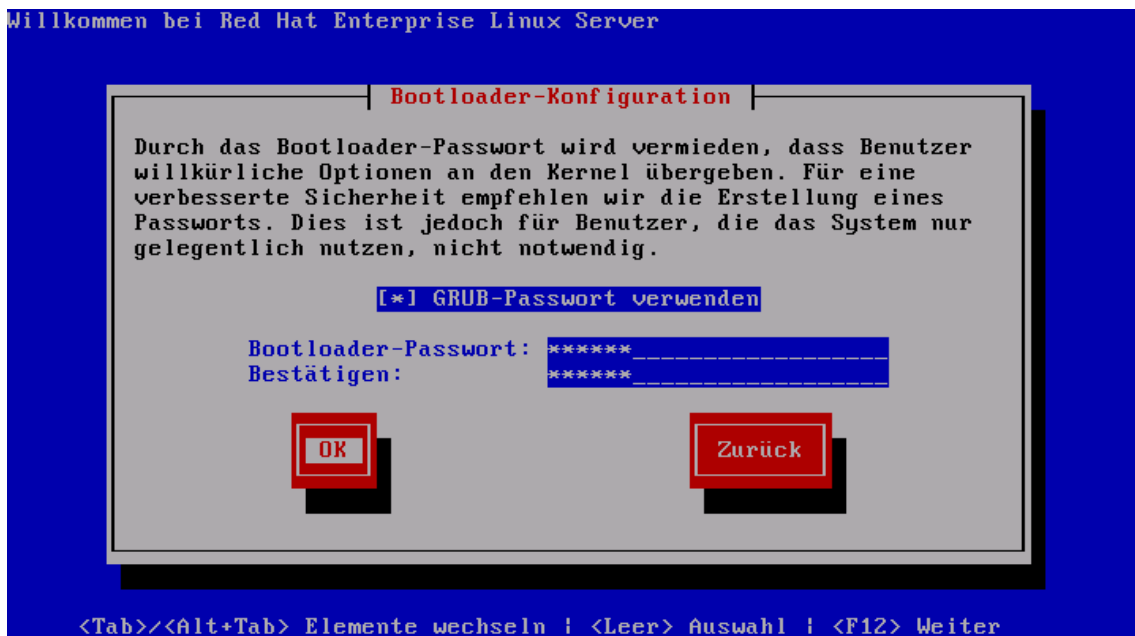 Willkommen bei Red Hat Enterprise Linux Server
Bootloader-Konfiguration
Durch das Bootloader-Passwort wird vermieden, dass Benutzer
willkürliche Optionen an den Kernel übergeben. Für eine
verbesserte Sicherheit empfehlen wir die Erstellung eines
Passworts. Dies ist jedoch für Benutzer, die das System nur
gelegentlich nutzen, nicht notwendig.
[*] GRUB-Passwort verwenden
Bootloader-Passwort: ******__________________
Bestätigen: ******__________________
OK Zurück
<Tab>/<Alt+Tab> Elemente wechseln | <Leer> Auswahl | <F12> Weiter